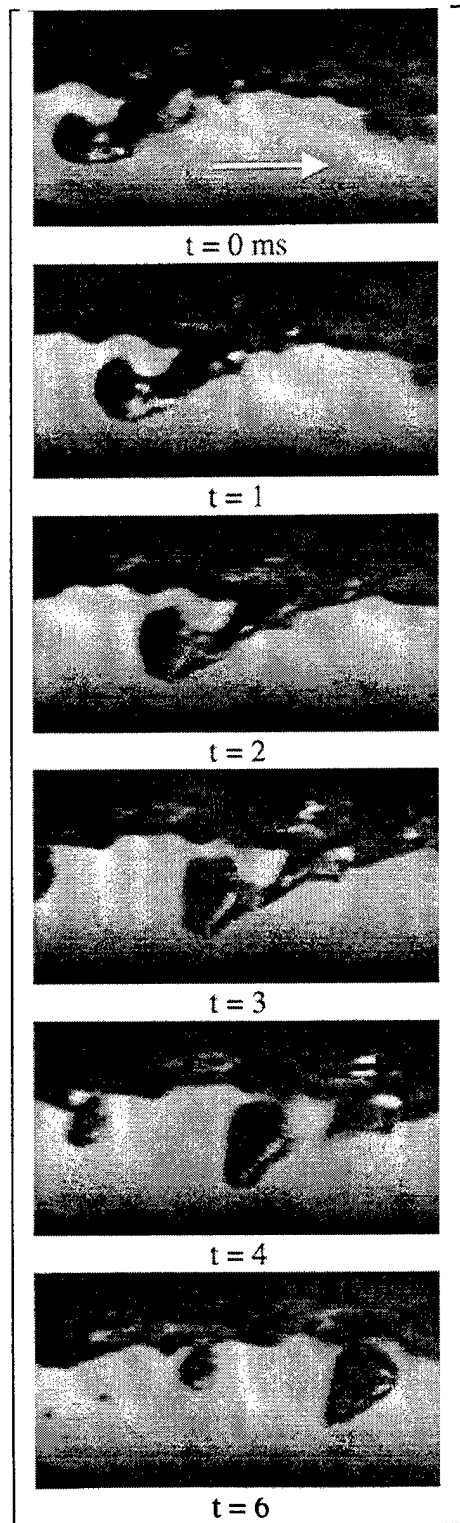 t = 0 ms
t = 1
t = 2
t = 3
t = 4
t = 6